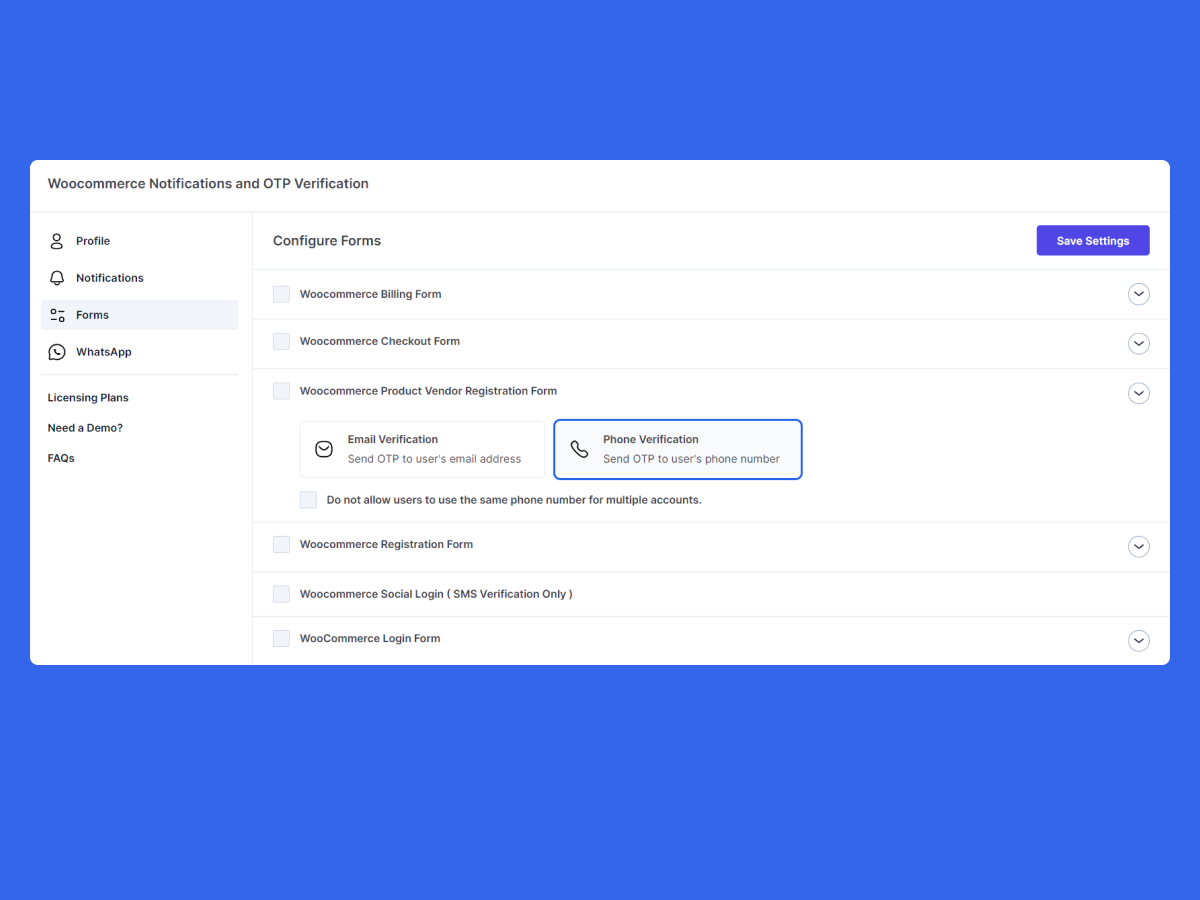 Woocommerce Notifications and OTP Verification
Profile
Notifications
Forms
WhatsApp
Licensing Plans
Need a Demo?
FAQs
Configure Forms
Save Settings
Woocommerce Billing Form
Woocommerce Checkout Form
Woocommerce Product Vendor Registration Form
Email Verification
Send OTP to user's email address
Phone Verification
Send OTP to user's phone number
Do not allow users to use the same phone number for multiple accounts.
Woocommerce Registration Form
Woocommerce Social Login ( SMS Verification Only )
WooCommerce Login Form